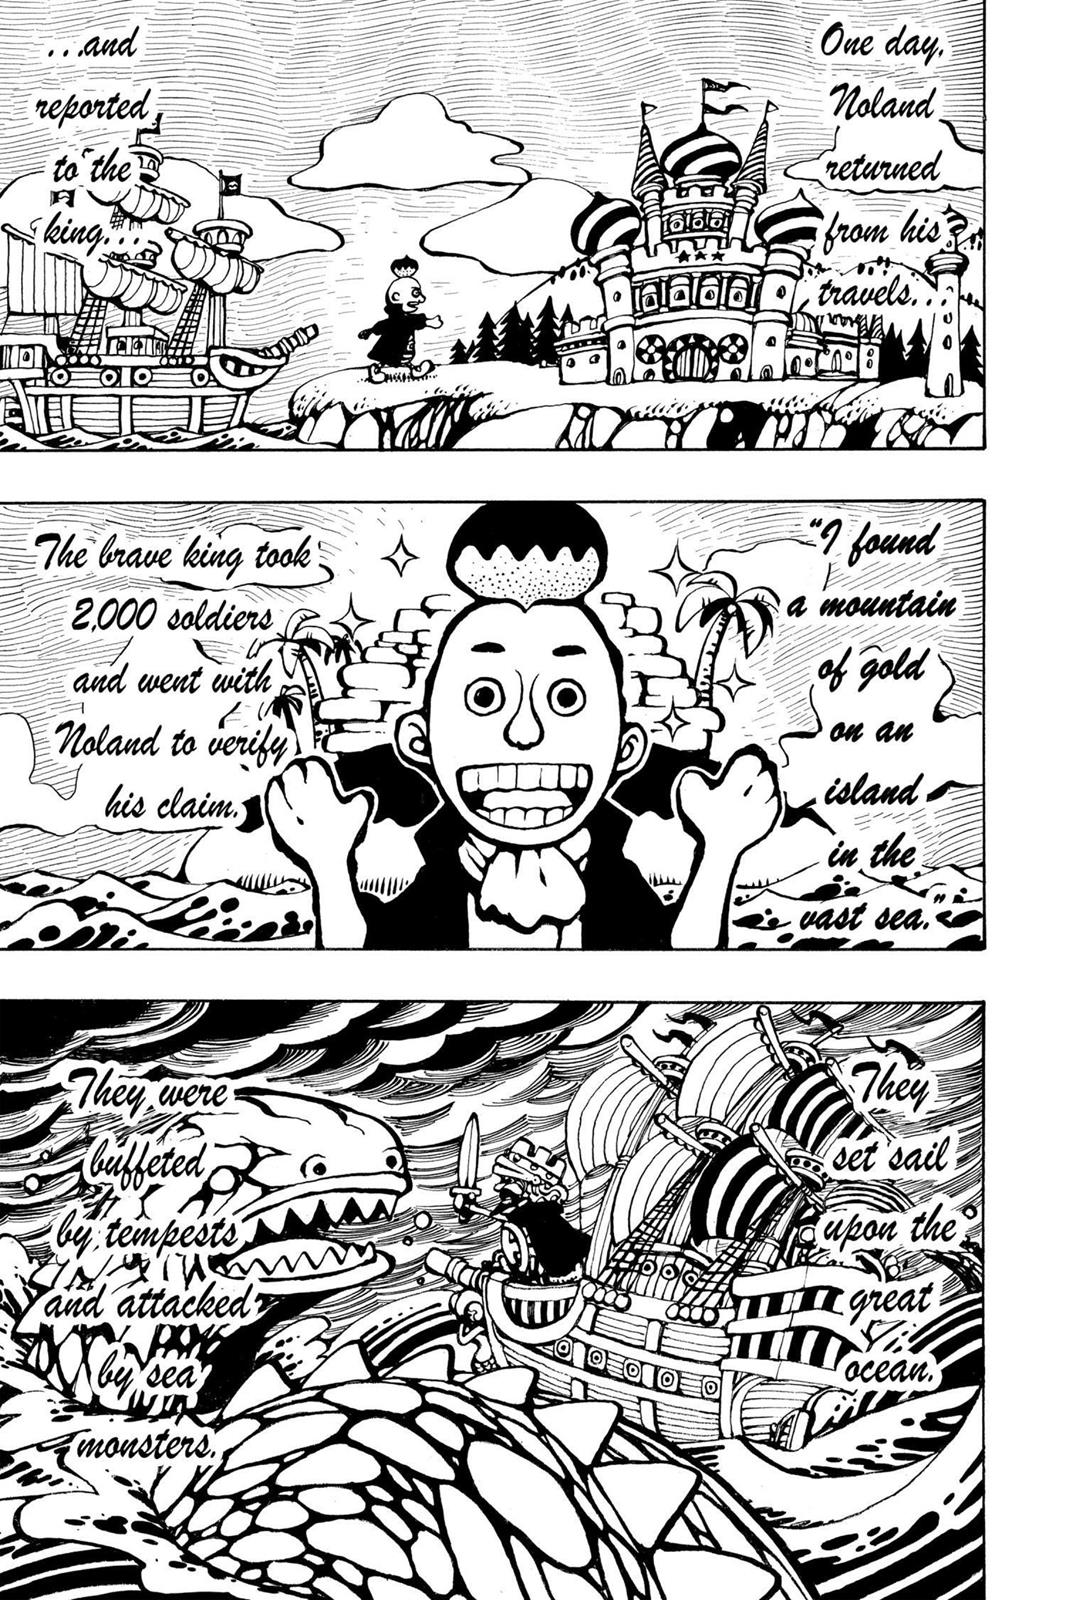 One day,
Noland
returned
from his
travels...
...and
reported
to the
king...
"I found
a mountain
of gold
on an
island
in the
vast sea."
The brave king took
2,000 soldiers
and went with
Noland to verify
his claim.
They
set sail
upon the
great
ocean.
They were
buffeted
by tempests
and attacked
by sea
monsters.